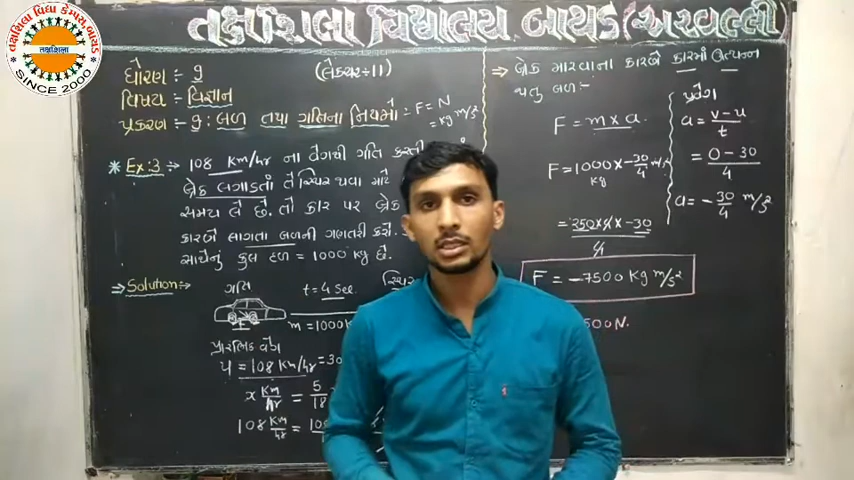 તક્ષશિલા વિદ્યાલય બાયડ (અરવલ્લી)
તક્ષશિલા વિદ્યા કેમ્પસ બાયડ
તક્ષશિલા
SINCE 2000
ધોરણ :- 9
(લેક્ચર:-11)
વિષય :- વિજ્ઞાન
પ્રકરણ :- 9 : બળ તથા ગતિના નિયમો
F = N
= kg m/s²
* Ex:3 :→ 108 km/hr ના વેગથી ગતિ કરતી
બ્રેક લગાડતાં તે સ્થિર થવા માટે
સમય લે છે. તો કાર પર બ્રેક
કારણે લાગતા બળની ગણતરી કરો.
સાથેનું કુલ દળ = 1000 kg છે.
⇒ Solution :→
ગતિ
t = 4 sec.
m = 1000
પ્રારંભિક વેગ
u = 108 km/hr = 30
x km/hr = 5/18
108 km/hr =
⇒ બ્રેક મારવાના કારણે કારમાં ઉત્પન્ન
થતુ બળ:-
F = m x a.
F = 1000 x -30/4
kg
= 250 x 4 x -30
4
F = -7500 kg m/s²
500 N.
પ્રવેગ
a = v - u / t
= 0 - 30 / 4
a = - 30/4 m/s²